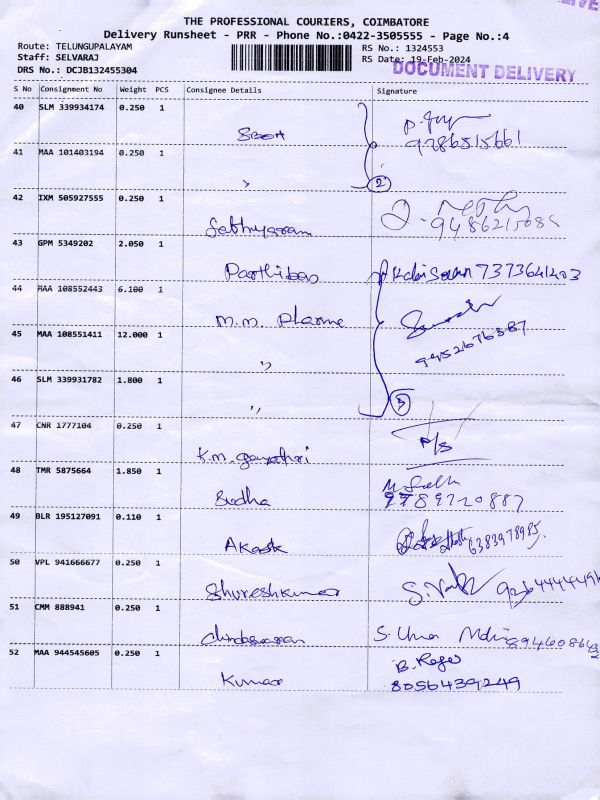 THE PROFESSIONAL COURIERS, COIMBATORE
Delivery Runsheet - PRR - Phone No.:0422-3505555 - Page No.:4
Route: TELUNGUPALAYAM
RS No.: 1324553
Staff: SELVARAJ
RS Date: 19-Feb-2024
DRS No.: DCJB132455304
DOCUMENT DELIVERY
S No Consignment No Weight PCS Consignee Details Signature
40 SLM 339934174 0.250 1
9786515661
41 MAA 101403194 0.250 1 "
2
42 IXM 505927555 0.250 1
43 GPM 5349202 2.050 1 Parthiban 7373641203
44 MAA 108552443 6.100 1 M.M. Pharma
45 MAA 108551411 12.000 1 "
9952676387
46 SLM 339931782 1.800 1 "
3
47 CNR 1777104 0.250 1 K.M. gayathri P/S
48 TMR 5875664 1.850 1 Sudha
9789720887
49 BLR 195127091 0.110 1 Akash 6383978985
50 VPL 941666677 0.250 1 Shureshkumar
51 CMM 888941 0.250 1 S. Uma
52 MAA 944545605 0.250 1 Kumar
8056439249